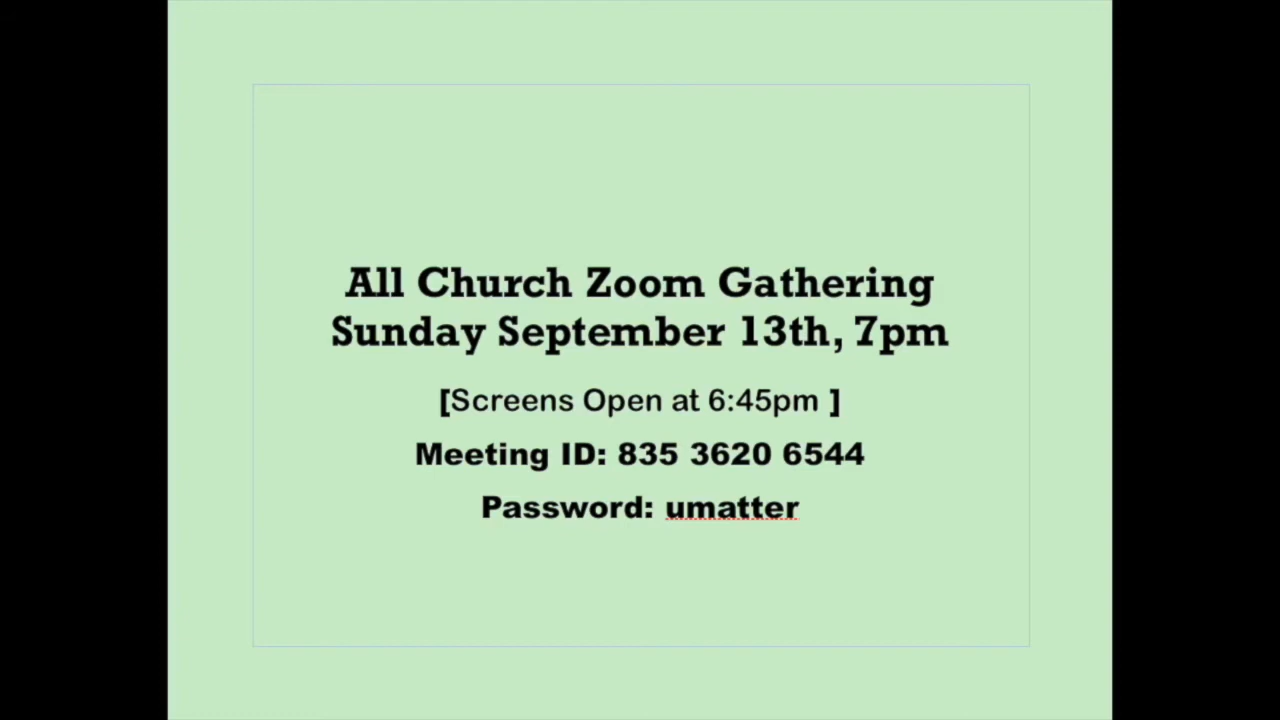 All Church Zoom Gathering
Sunday September 13th, 7pm
[Screens Open at 6:45pm ]
Meeting ID: 835 3620 6544
Password: umatter